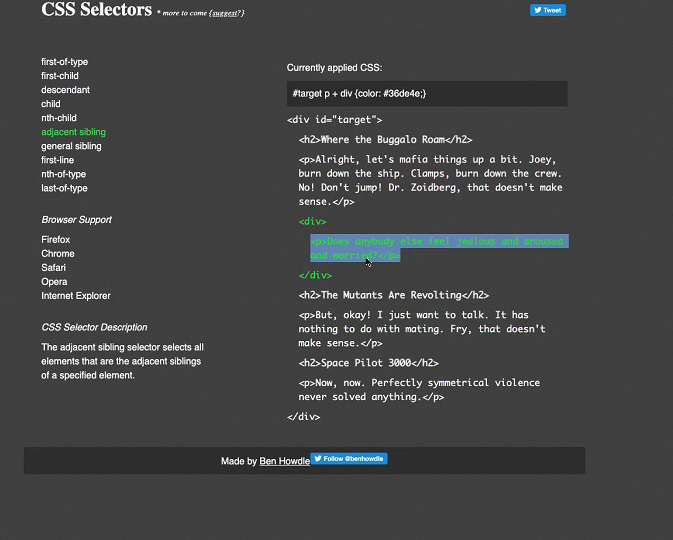 CSS Selectors * more to come {suggest?}
Tweet
first-of-type
first-child
descendant
child
nth-child
adjacent sibling
general sibling
first-line
nth-of-type
last-of-type
Browser Support
Firefox
Chrome
Safari
Opera
Internet Explorer
CSS Selector Description
The adjacent sibling selector selects all
elements that are the adjacent siblings
of a specified element.
Currently applied CSS:
#target p + div {color: #36de4e;}
<div id="target">
<h2>Where the Buggalo Roam</h2>
<p>Alright, let's mafia things up a bit. Joey,
burn down the ship. Clamps, burn down the crew.
No! Don't jump! Dr. Zoidberg, that doesn't make
sense.</p>
<div>
<p>Does anybody else feel jealous and aroused
and worried?</p>
</div>
<h2>The Mutants Are Revolting</h2>
<p>But, okay! I just want to talk. It has
nothing to do with mating. Fry, that doesn't
make sense.</p>
<h2>Space Pilot 3000</h2>
<p>Now, now. Perfectly symmetrical violence
never solved anything.</p>
</div>
Made by Ben Howdle Follow @benhowdle